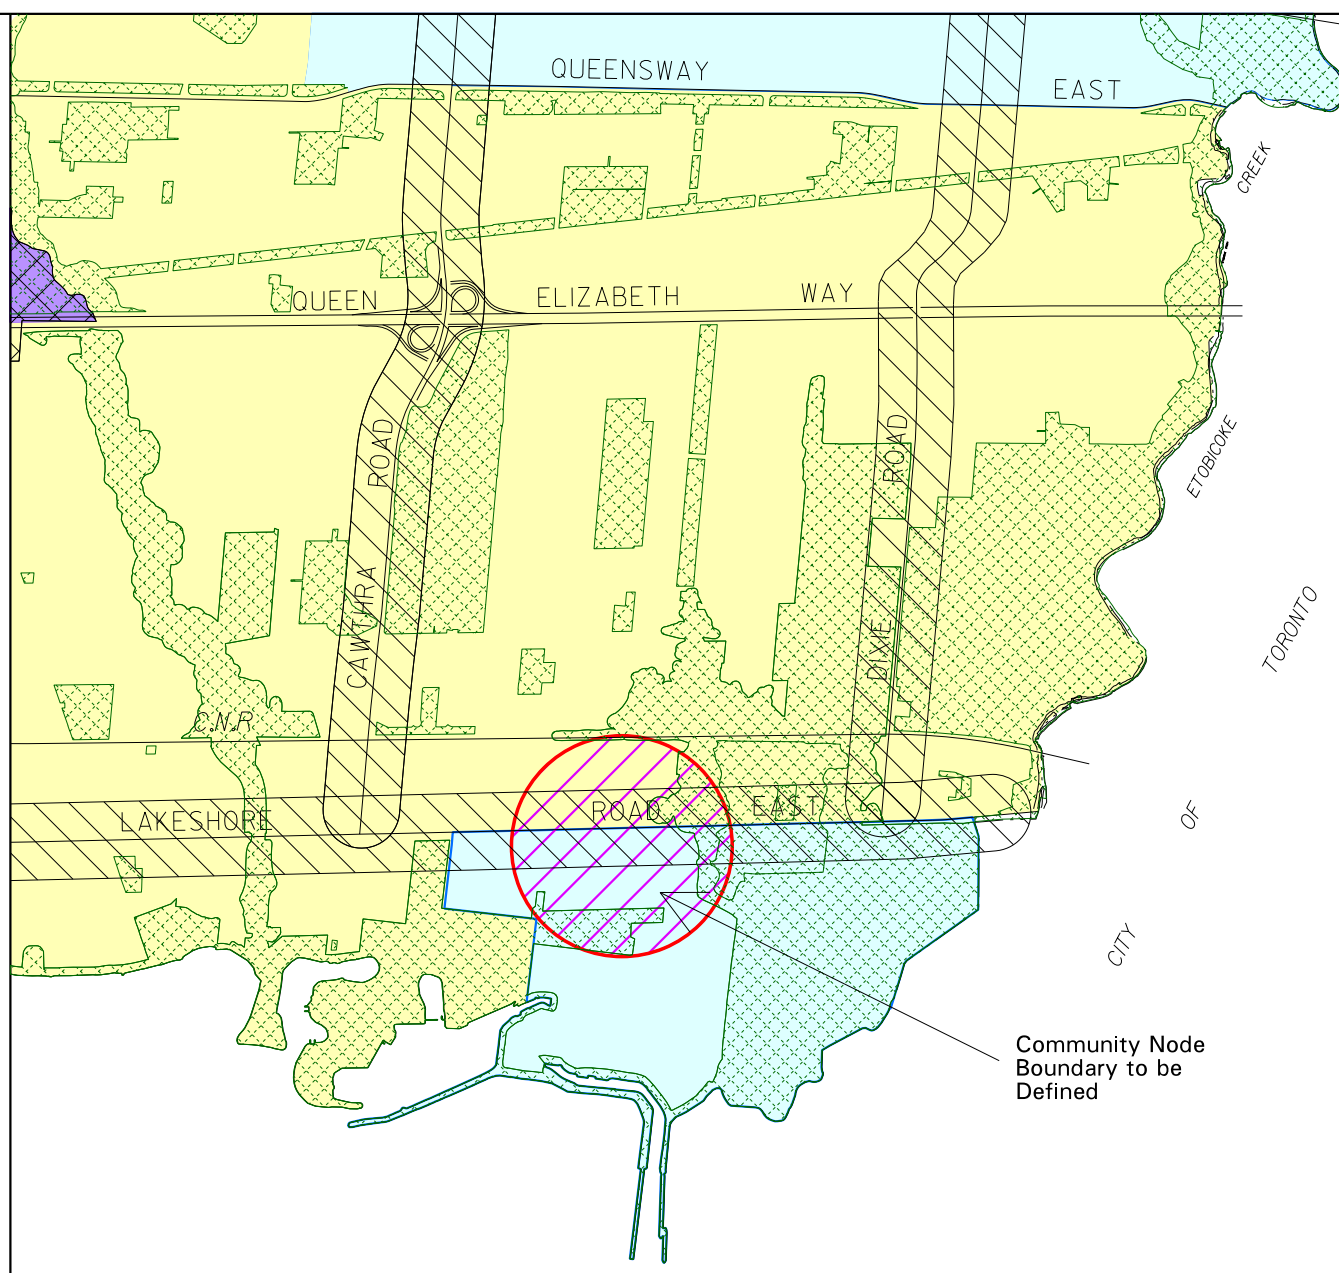 QUEENSWAY EAST
CREEK
QUEEN ELIZABETH WAY
ETOBICOKE
CAWTHRA ROAD
DIXIE ROAD
TORONTO
C.N.R
LAKESHORE ROAD EAST
OF
CITY
Community Node
Boundary to be
Defined